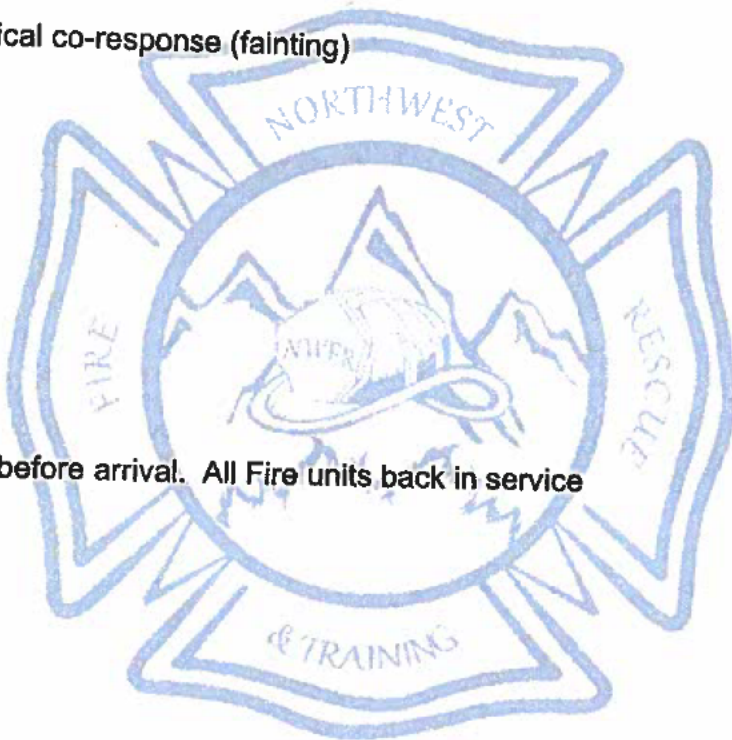 ical co-response (fainting)
NORTHWEST
FIRE
NWFR
RESCUE
before arrival. All Fire units back in service
& TRAINING